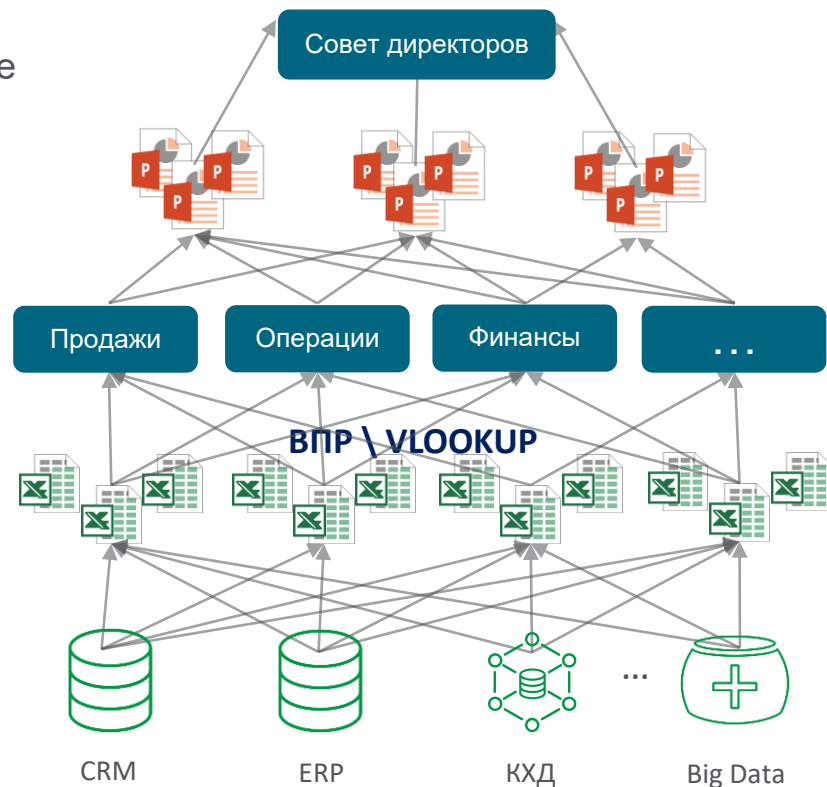 Совет директоров
е
P P P P P P P P P
Продажи Операции Финансы ...
ВПР \ VLOOKUP
X X X X X X X X X X X X
...
CRM ERP КХД Big Data